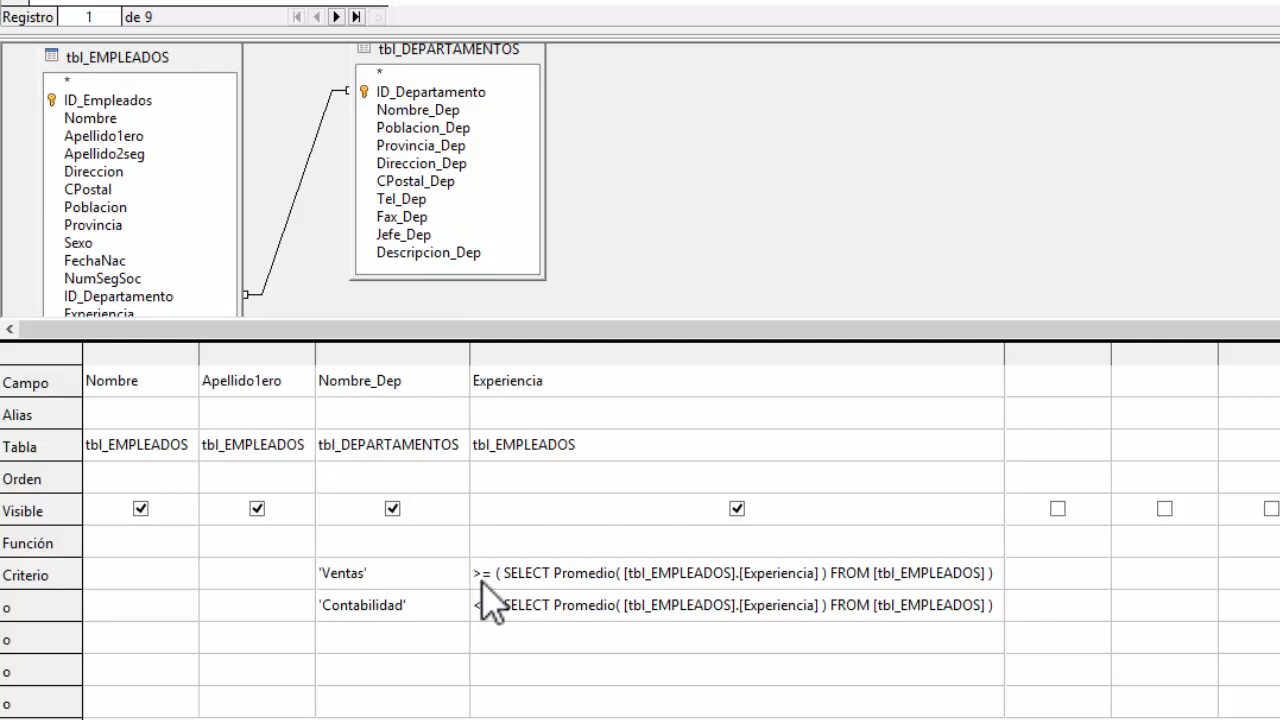 Registro 1 de 9
tbl_EMPLEADOS
*
ID_Empleados
Nombre
Apellido1ero
Apellido2seg
Direccion
CPostal
Poblacion
Provincia
Sexo
FechaNac
NumSegSoc
ID_Departamento
Experiencia
tbl_DEPARTAMENTOS
*
ID_Departamento
Nombre_Dep
Poblacion_Dep
Provincia_Dep
Direccion_Dep
CPostal_Dep
Tel_Dep
Fax_Dep
Jefe_Dep
Descripcion_Dep
Campo Nombre Apellido1ero Nombre_Dep Experiencia
Alias
Tabla tbl_EMPLEADOS tbl_EMPLEADOS tbl_DEPARTAMENTOS tbl_EMPLEADOS
Orden
Visible
Función
Criterio 'Ventas' >= ( SELECT Promedio( [tbl_EMPLEADOS].[Experiencia] ) FROM [tbl_EMPLEADOS] )
o 'Contabilidad' < SELECT Promedio( [tbl_EMPLEADOS].[Experiencia] ) FROM [tbl_EMPLEADOS] )
o
o
o